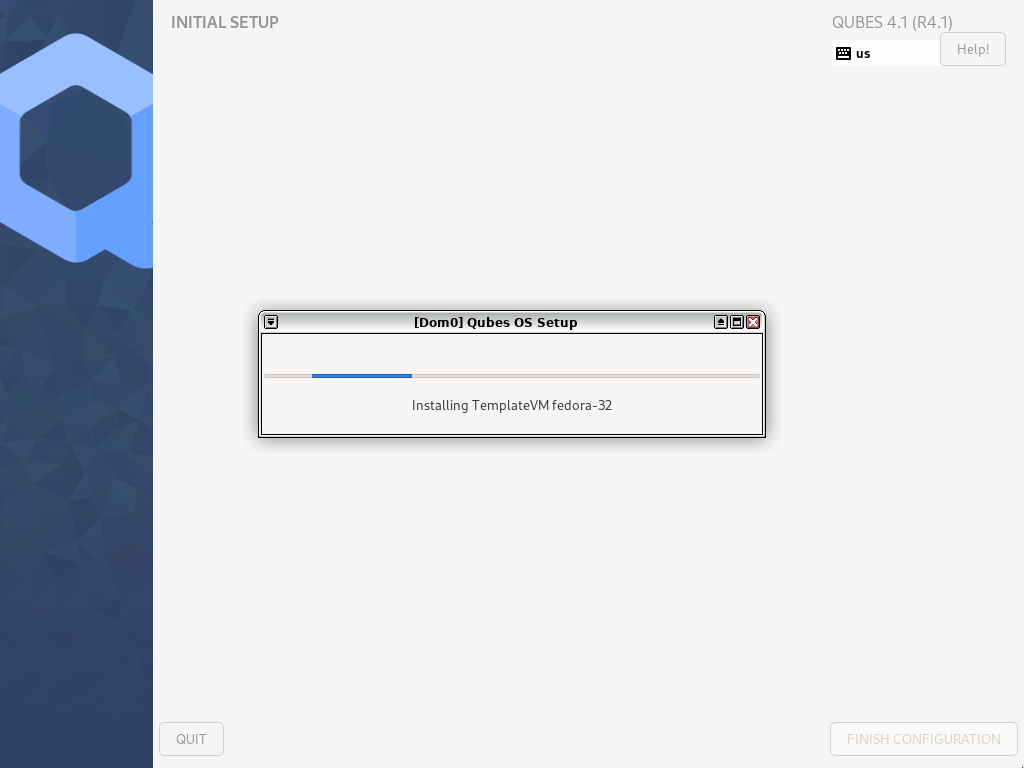 INITIAL SETUP
QUBES 4.1 (R4.1)
us
Help!
[Dom0] Qubes OS Setup
Installing TemplateVM fedora-32
QUIT
FINISH CONFIGURATION